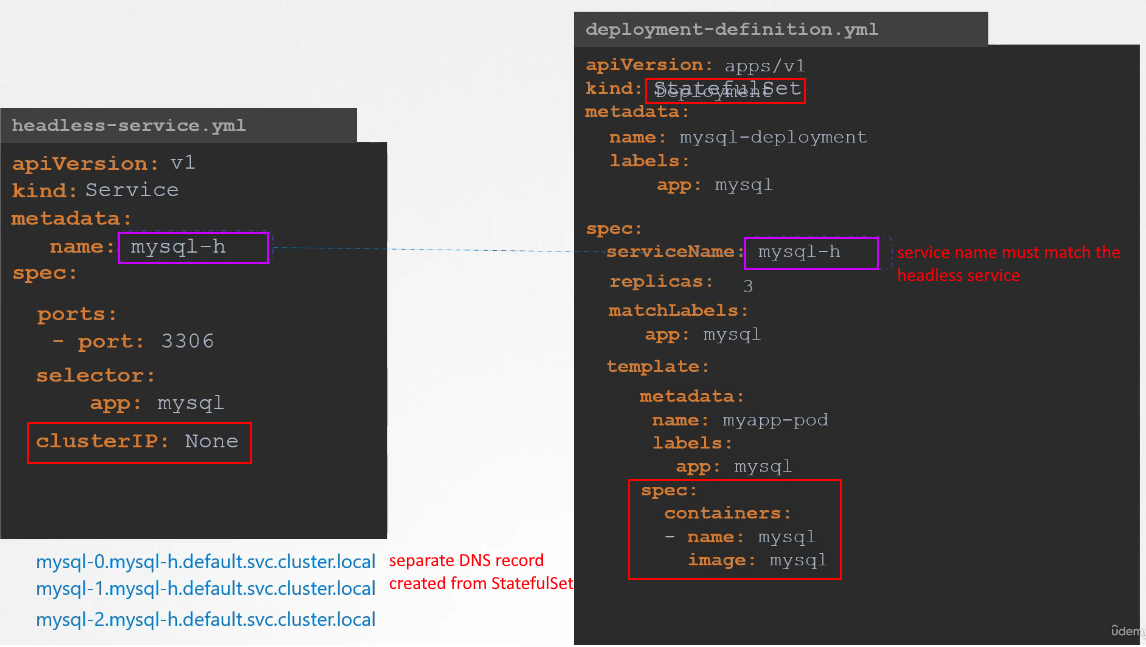 headless-service.yml
apiVersion: v1
kind: Service
metadata:
name: mysql-h
spec:
ports:
- port: 3306
selector:
app: mysql
clusterIP: None
mysql-0.mysql-h.default.svc.cluster.local
mysql-1.mysql-h.default.svc.cluster.local
mysql-2.mysql-h.default.svc.cluster.local
separate DNS record
created from StatefulSet
deployment-definition.yml
apiVersion: apps/v1
kind: StatefulSet
Deployment
metadata:
name: mysql-deployment
labels:
app: mysql
spec:
serviceName: mysql-h
replicas: 3
matchLabels:
app: mysql
template:
metadata:
name: myapp-pod
labels:
app: mysql
spec:
containers:
- name: mysql
image: mysql
service name must match the
headless service
udemy